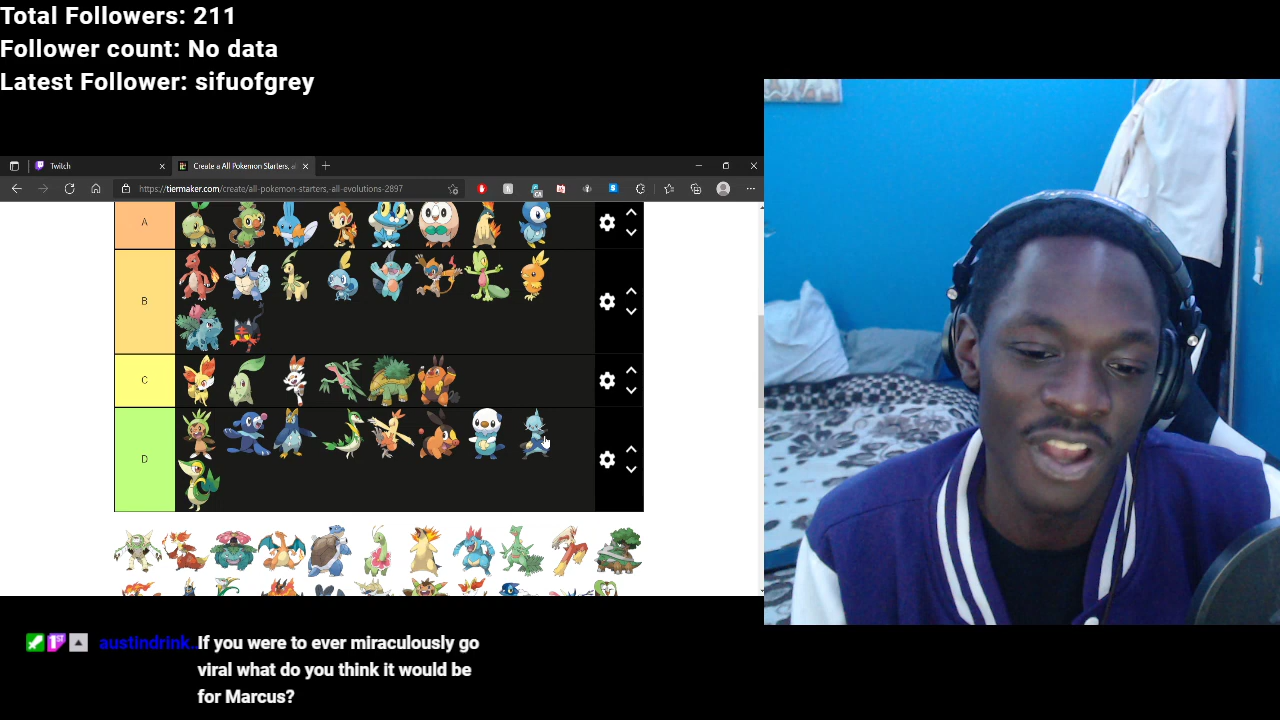 Total Followers: 211
Follower count: No data
Latest Follower: sifuofgrey
Twitch
Create a All Pokemon Starters, a
https://tiermaker.com/create/all-pokemon-starters,-all-evolutions-2897
A
B
C
D
austindrink..If you were to ever miraculously go
viral what do you think it would be
for Marcus?